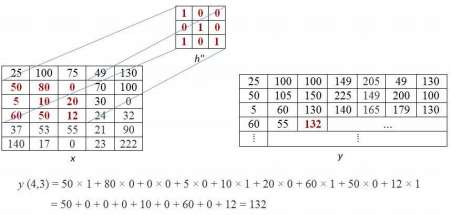 1 0 0
0 1 0
1 0 1
h"
25 100 75 49 130
50 80 0 70 100
5 10 20 30 0
60 50 12 24 32
37 53 55 21 90
140 17 0 23 222
x
25 100 100 149 205 49 130
50 105 150 225 149 200 100
5 60 130 140 165 179 130
60 55 132 ...
⋮ ⋮
y
y (4,3) = 50 × 1 + 80 × 0 + 0 × 0 + 5 × 0 + 10 × 1 + 20 × 0 + 60 × 1 + 50 × 0 + 12 × 1
= 50 + 0 + 0 + 0 + 10 + 0 + 60 + 0 + 12 = 132